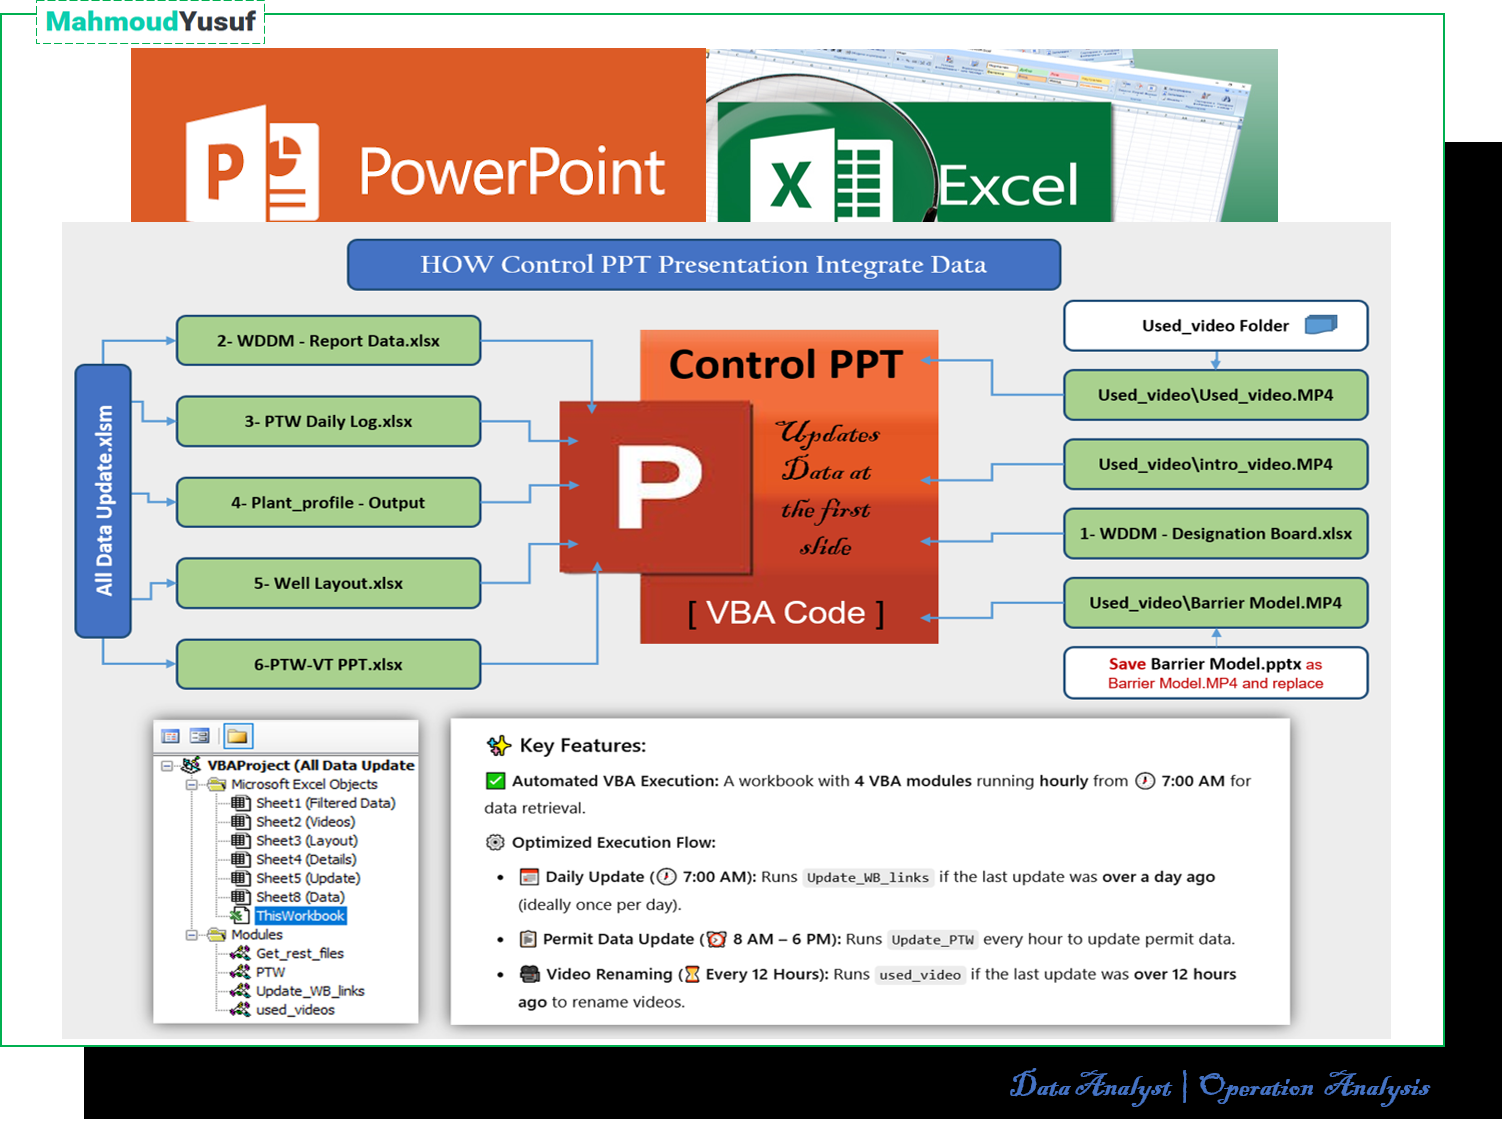 MahmoudYusuf
P
PowerPoint
X
Excel
HOW Control PPT Presentation Integrate Data
All Data Update.xlsm
2- WDDM - Report Data.xlsx
3- PTW Daily Log.xlsx
4- Plant_profile - Output
5- Well Layout.xlsx
6-PTW-VT PPT.xlsx
Control PPT
P
Updates
Data at
the first
slide
[ VBA Code ]
Used_video Folder
Used_video\Used_video.MP4
Used_video\intro_video.MP4
1- WDDM - Designation Board.xlsx
Used_video\Barrier Model.MP4
Save Barrier Model.pptx as
Barrier Model.MP4 and replace
VBAProject (All Data Update
Microsoft Excel Objects
Sheet1 (Filtered Data)
Sheet2 (Videos)
Sheet3 (Layout)
Sheet4 (Details)
Sheet5 (Update)
Sheet8 (Data)
ThisWorkbook
Modules
Get_rest_files
PTW
Update_WB_links
used_videos
✨ Key Features:
✅ Automated VBA Execution: A workbook with 4 VBA modules running hourly from 🕖 7:00 AM for
data retrieval.
⚙️ Optimized Execution Flow:
• 📅 Daily Update (🕖 7:00 AM): Runs Update_WB_links if the last update was over a day ago
(ideally once per day).
• 📋 Permit Data Update (⏰ 8 AM – 6 PM): Runs Update_PTW every hour to update permit data.
• 🎥 Video Renaming (⏳ Every 12 Hours): Runs used_video if the last update was over 12 hours
ago to rename videos.
Data Analyst | Operation Analysis